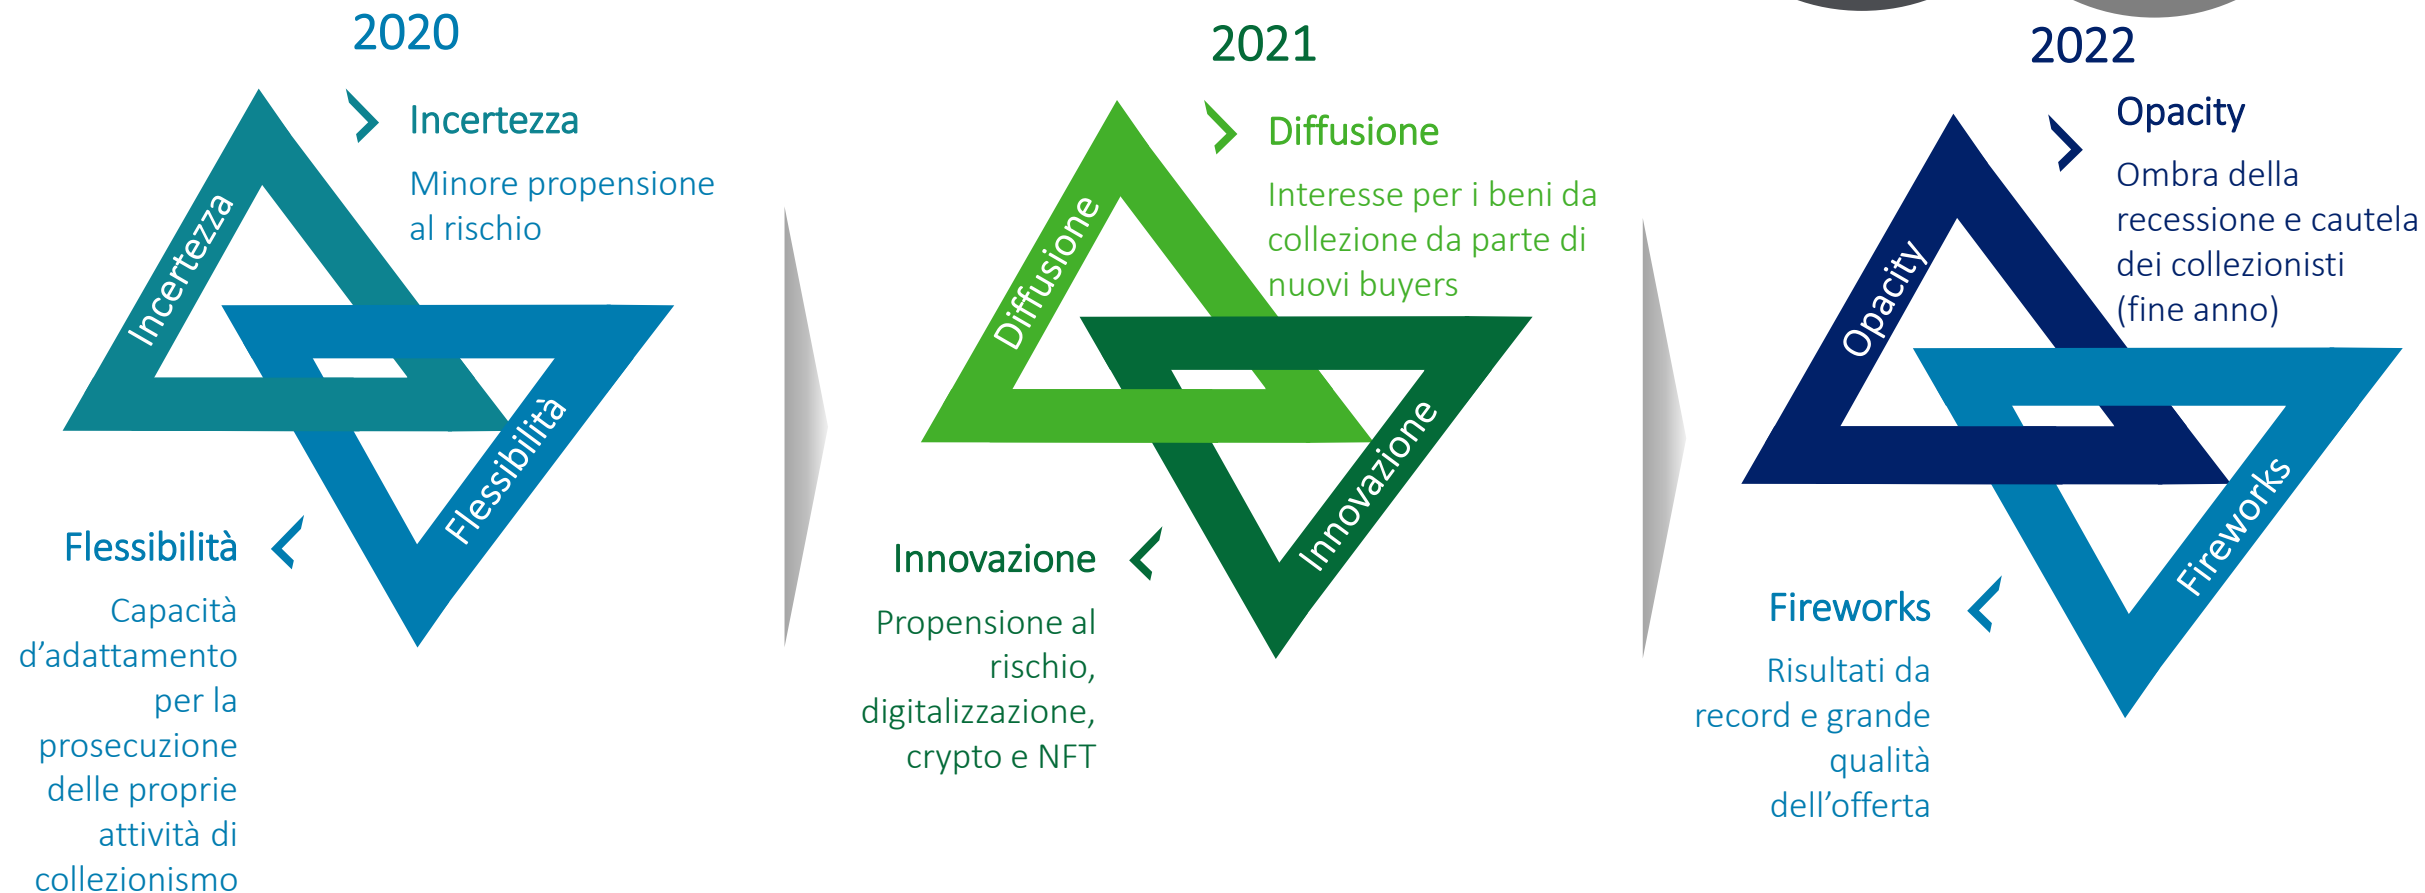 2020
Incertezza
Minore propensione
al rischio
Incertezza
Flessibilità
Flessibilità
Capacità
d’adattamento
per la
prosecuzione
delle proprie
attività di
collezionismo
2021
Diffusione
Interesse per i beni da
collezione da parte di
nuovi buyers
Diffusione
Innovazione
Innovazione
Propensione al
rischio,
digitalizzazione,
crypto e NFT
2022
Opacity
Ombra della
recessione e cautela
dei collezionisti
(fine anno)
Opacity
Fireworks
Fireworks
Risultati da
record e grande
qualità
dell’offerta